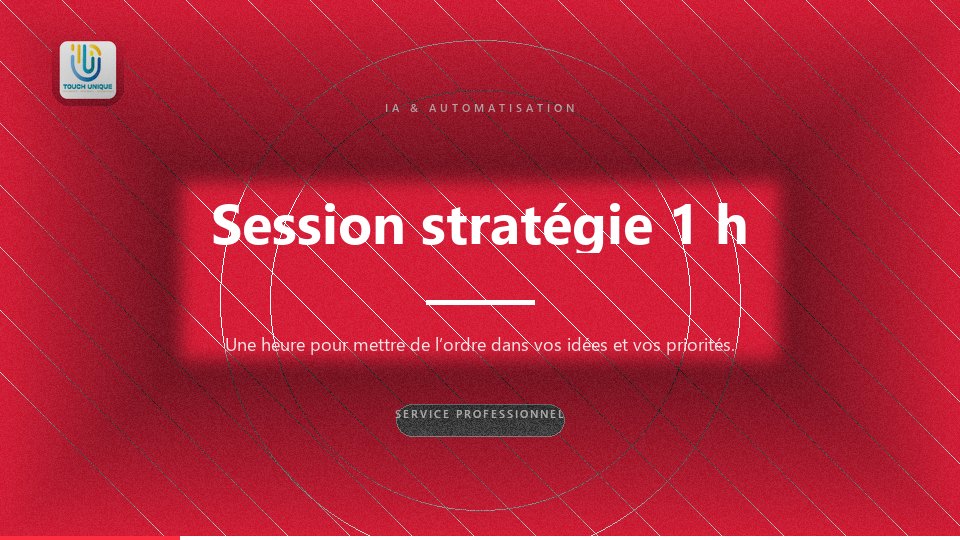 TOUCH UNIQUE
IA & AUTOMATISATION
Session stratégie 1 h
Une heure pour mettre de l'ordre dans vos idées et vos priorités.
SERVICE PROFESSIONNEL